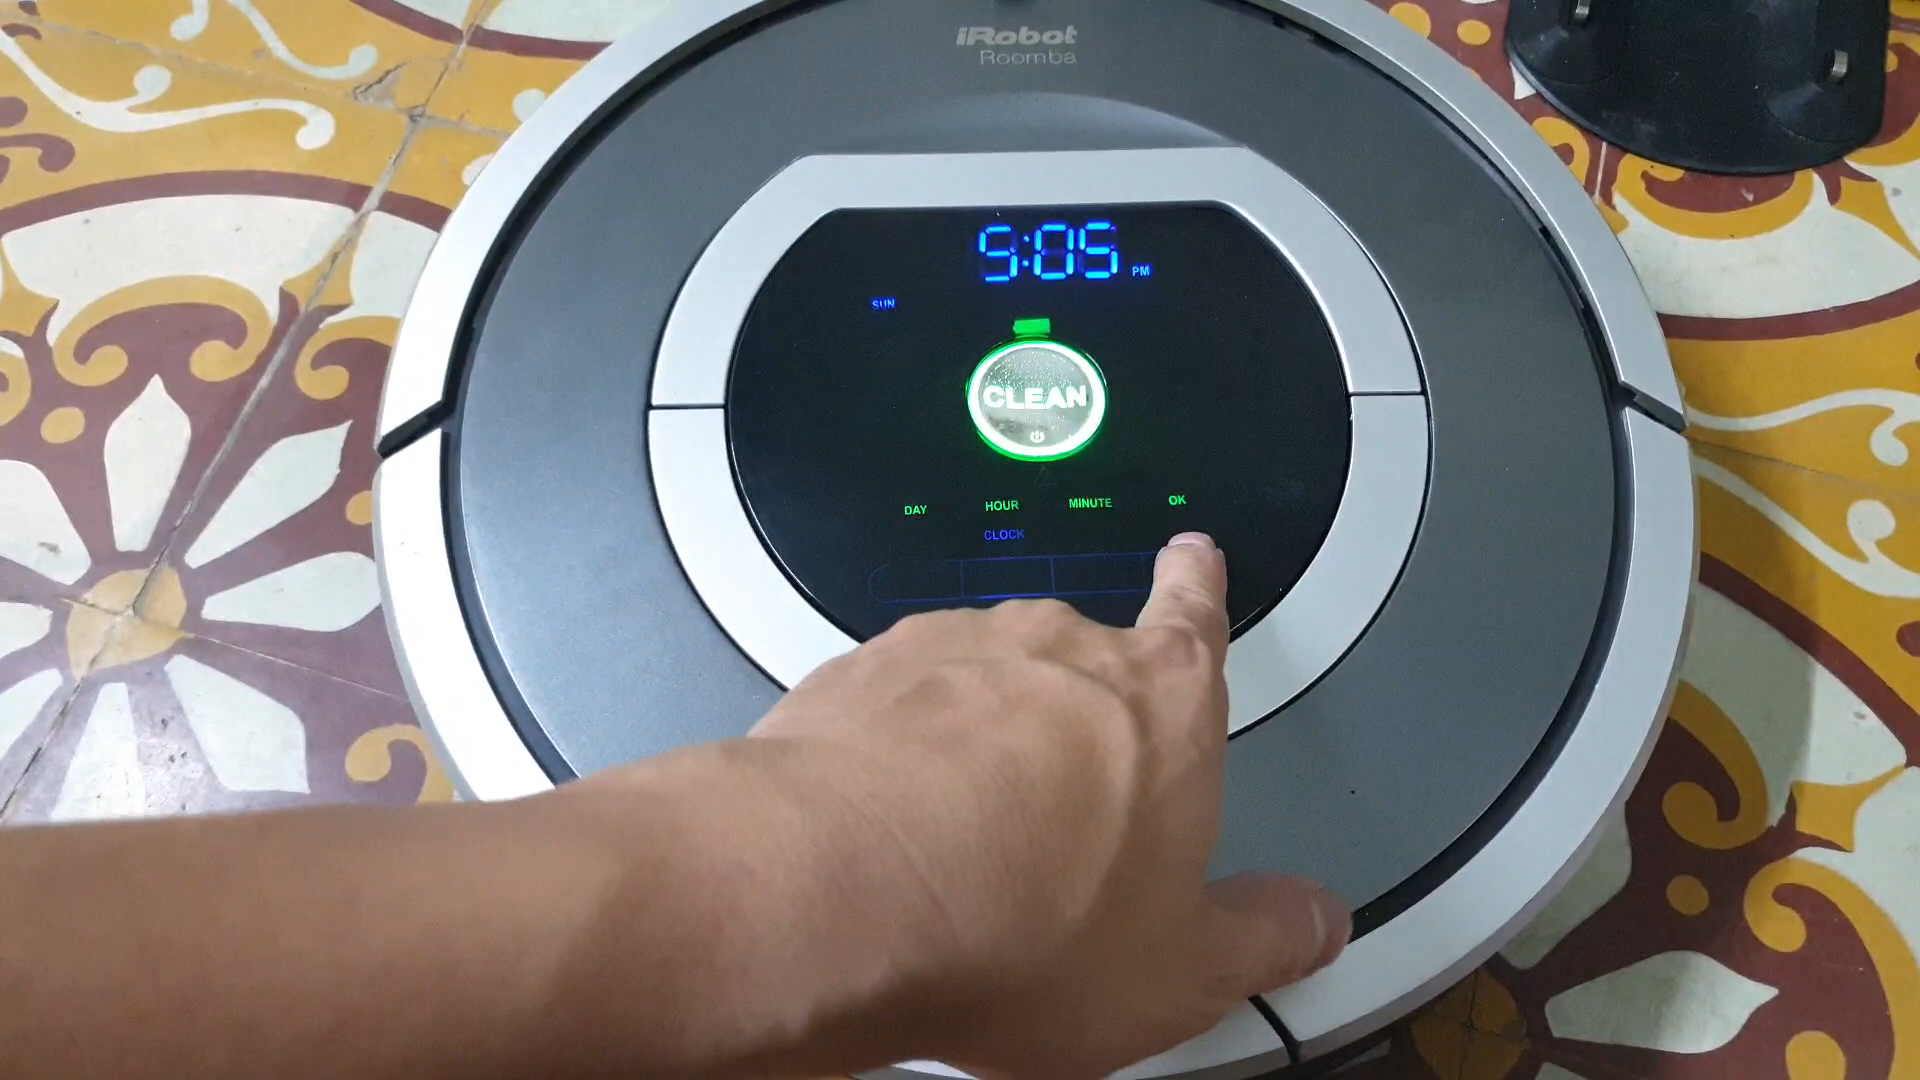 iRobot
Roomba
5:05 PM
SUN
CLEAN
DAY HOUR MINUTE OK
CLOCK